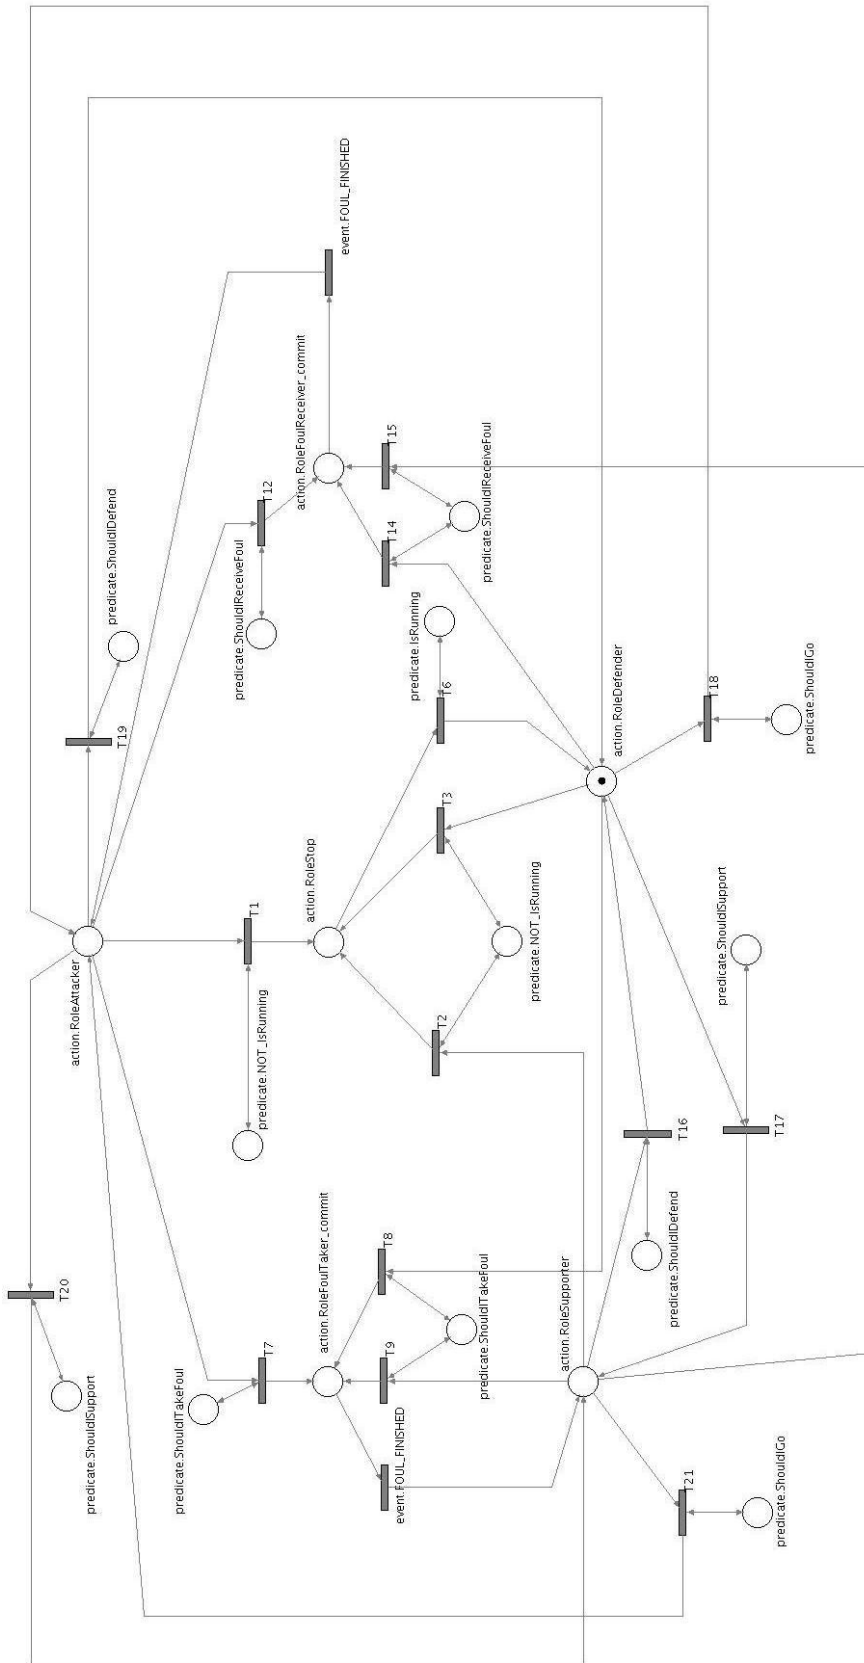 T20
action.RoleAttacker
predicate.ShouldISupport
predicate.ShouldIDefend
T19
predicate.ShouldITakeFoul
predicate.ShouldIReceiveFoul
T1
predicate.NOT_IsRunning
T7
T12
action.RoleFoulTaker_commit
action.RoleStop
action.RoleFoulReceiver_commit
event.FOUL_FINISHED
T9
T8
T14
T15
event.FOUL_FINISHED
predicate.IsRunning
T2
T3
T6
predicate.ShouldITakeFoul
predicate.ShouldIReceiveFoul
predicate.NOT_IsRunning
action.RoleSupporter
action.RoleDefender
predicate.ShouldIDefend
T16
T21
T18
predicate.ShouldISupport
T17
predicate.ShouldIGo
predicate.ShouldIGo